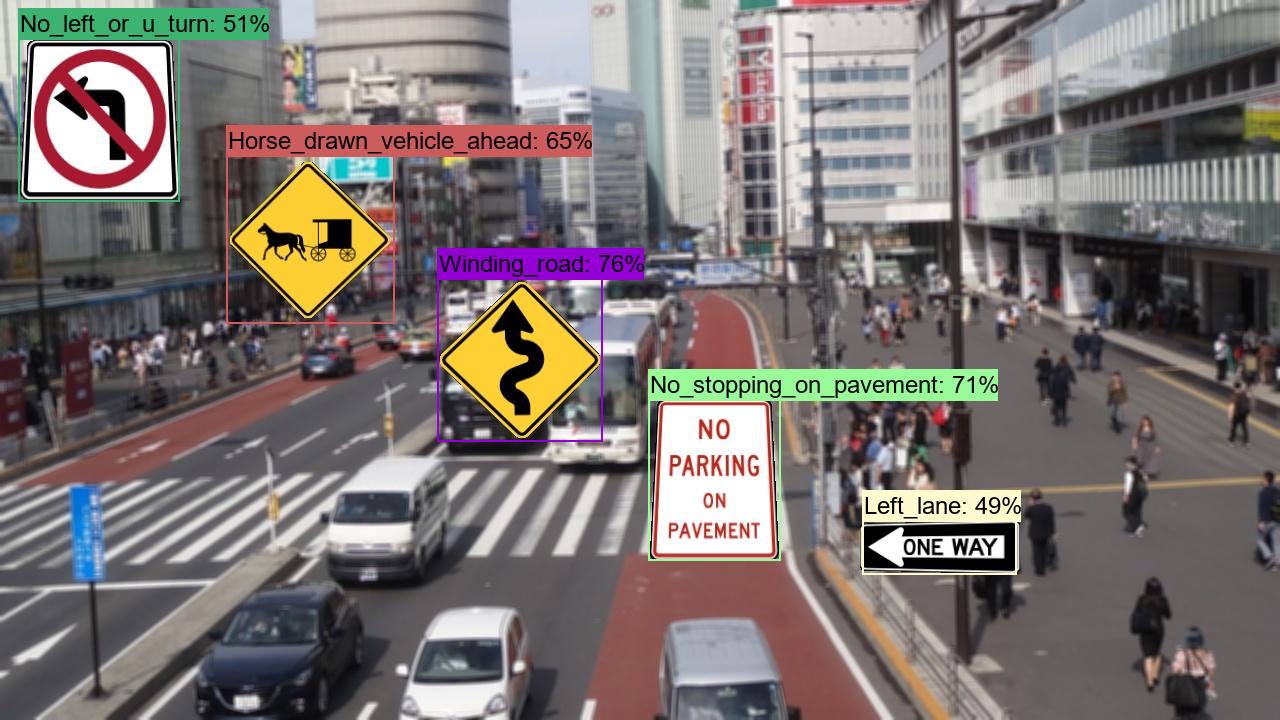 No_left_or_u_turn: 51%
Horse_drawn_vehicle_ahead: 65%
Winding_road: 76%
No_stopping_on_pavement: 71%
NO
PARKING
ON
PAVEMENT
Left_lane: 49%
ONE WAY